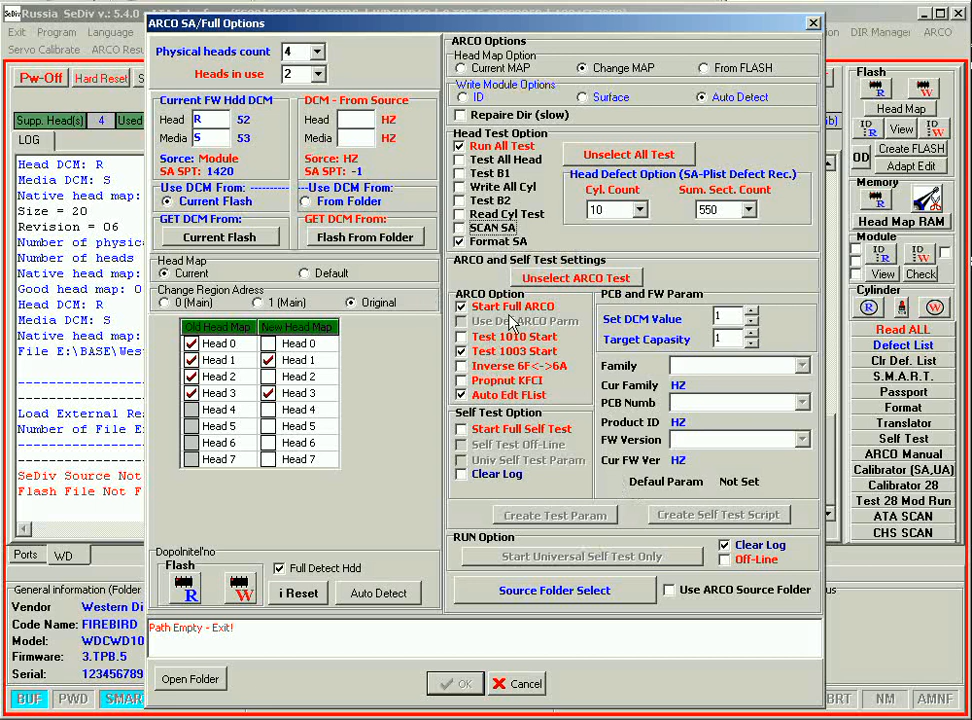 SeDiv
Russia SeDiv v.: 5.4.0
ARCO SA/Full Options
Exit Program Language
DIR Manager ARCO
Servo Calibrate ARCO Resu
Pw-Off Hard Reset S
Supp. Head(s) 4 Used
LOG
Head DCM: R
Media DCM: S
Native head map:
Size = 20
Revision = 06
Number of physic
Number of heads
Native head map:
Good head map: 0
Head DCM: R
Media DCM: S
Native head map:
File E:\BASE\Wes
Load External Res
Number of File E
SeDiv Source Not
Flash File Not F
Ports WD
General information (Folder
Vendor Western Di
Code Name: FIREBIRD
Model: WDCWD10
Firmware: 3.TPB.5
Serial: 123456789
BUF PWD SMAR
Physical heads count 4
Heads in use 2
Current FW Hdd DCM
Head R 52
Media S 53
Sorce: Module
SA SPT: 1420
Use DCM From:
Current Flash
GET DCM From:
Current Flash
DCM - From Source
Head HZ
Media HZ
Sorce: HZ
SA SPT: -1
Use DCM From:
From Folder
GET DCM From:
Flash From Folder
Head Map
Current Default
Change Region Adress
0 (Main) 1 (Main) Original
Old Head Map New Head Map
Head 0 Head 0
Head 1 Head 1
Head 2 Head 2
Head 3 Head 3
Head 4 Head 4
Head 5 Head 5
Head 6 Head 6
Head 7 Head 7
Dopolnitel'no
Flash
R W
Full Detect Hdd
i Reset Auto Detect
ARCO Options
Head Map Option
Current MAP Change MAP From FLASH
Write Module Options
ID Surface Auto Detect
Repaire Dir (slow)
Head Test Option
Run All Test
Test All Head
Test B1
Write All Cyl
Test B2
Read Cyl Test
SCAN SA
Format SA
Unselect All Test
Head Defect Option (SA-Plist Defect Rec.)
Cyl. Count Sum. Sect. Count
10 550
ARCO and Self Test Settings
Unselect ARCO Test
ARCO Option
Start Full ARCO
Test 1010 Start
Test 1003 Start
Inverse 6F<->6A
Propnut KFCI
Auto Edt FList
Self Test Option
Start Full Self Test
Self Test Off-Line
Univ Self Test Param
Clear Log
PCB and FW Param
Set DCM Value 1
Target Capacity 1
Family
Cur Family HZ
PCB Numb
Product ID HZ
FW Version
Cur FW Ver HZ
Defaul Param Not Set
Create Test Param Create Self Test Script
RUN Option
Start Universal Self Test Only
Clear Log
Off-Line
Source Folder Select
Use ARCO Source Folder
Path Empty - Exit!
Open Folder
OK Cancel
Flash
R W
Head Map
ID R View ID W
OD Create FLASH
Adapt Edit
Memory
R
Head Map RAM
Module
ID R ID W
View Check
Cylinder
R W
Read ALL
Defect List
Clr Def. List
S.M.A.R.T.
Passport
Format
Translator
Self Test
ARCO Manual
Calibrator (SA,UA)
Calibrator 28
Test 28 Mod Run
ATA SCAN
CHS SCAN
BRT NM AMNF